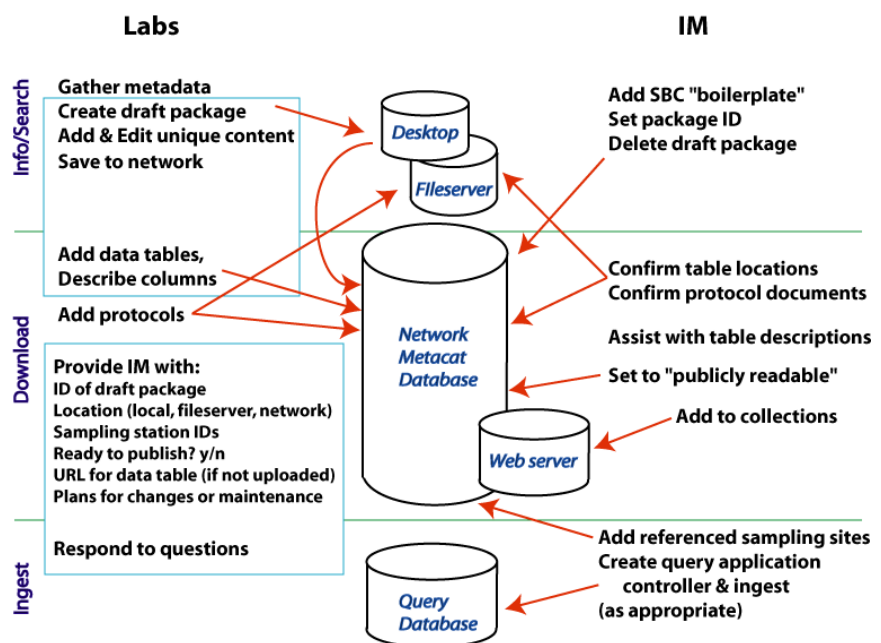 Labs
IM
Info/Search
Gather metadata
Create draft package
Add & Edit unique content
Save to network
Desktop
Fileserver
Add SBC "boilerplate"
Set package ID
Delete draft package
Download
Add data tables,
Describe columns
Add protocols
Network
Metacat
Database
Confirm table locations
Confirm protocol documents
Assist with table descriptions
Set to "publicly readable"
Add to collections
Web server
Provide IM with:
ID of draft package
Location (local, fileserver, network)
Sampling station IDs
Ready to publish? y/n
URL for data table (if not uploaded)
Plans for changes or maintenance
Ingest
Respond to questions
Query
Database
Add referenced sampling sites
Create query application
controller & ingest
(as appropriate)